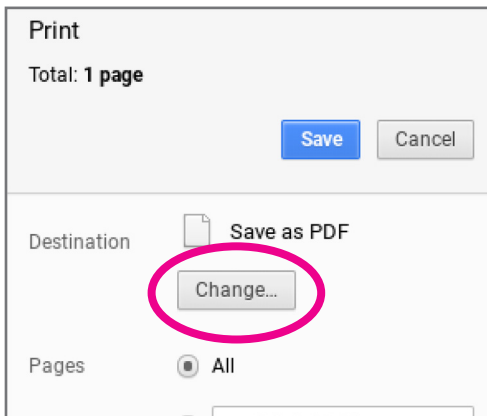 Print
Total: 1 page
Save Cancel
Destination Save as PDF
Change...
Pages All